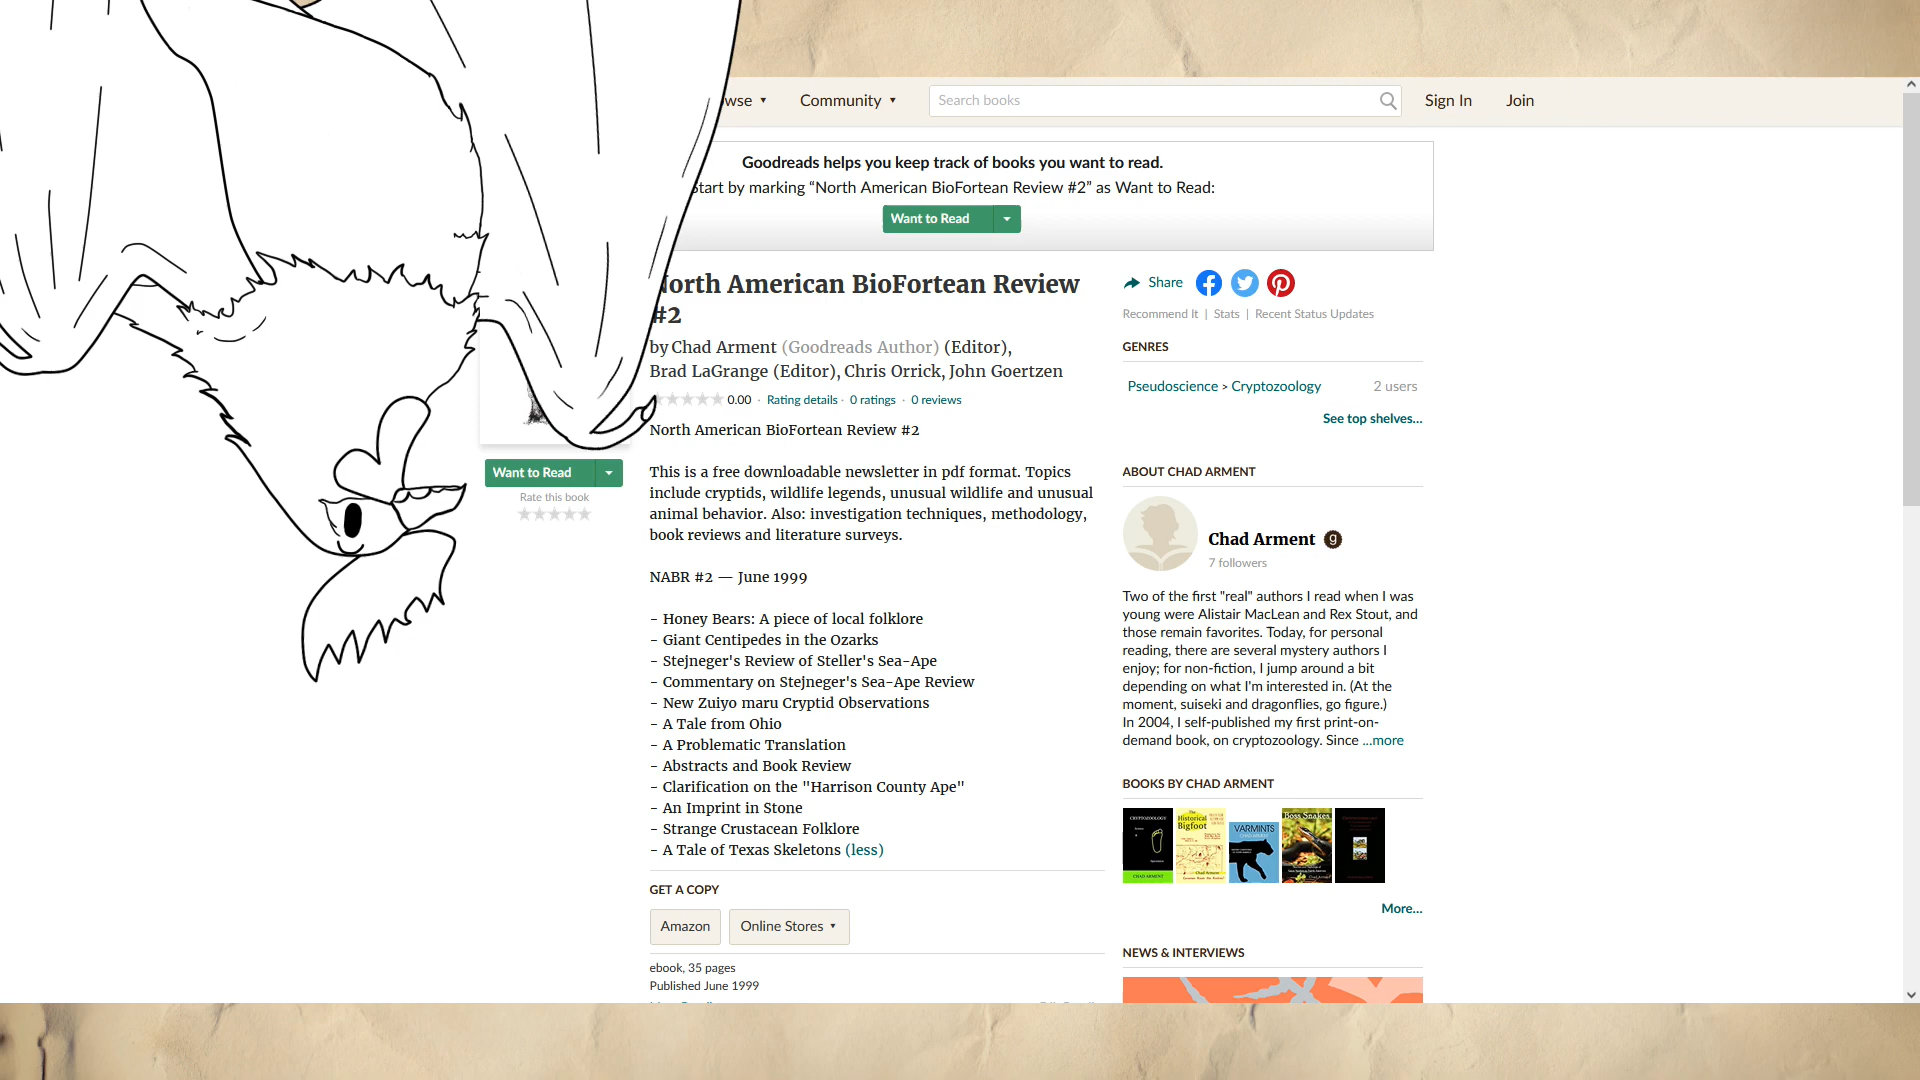 wse ▾
Community ▾
Search books
Sign In
Join
Goodreads helps you keep track of books you want to read.
Start by marking “North American BioFortean Review #2” as Want to Read:
Want to Read
North American BioFortean Review
#2
by Chad Arment (Goodreads Author) (Editor),
Brad LaGrange (Editor), Chris Orrick, John Goertzen
0.00 · Rating details · 0 ratings · 0 reviews
North American BioFortean Review #2
This is a free downloadable newsletter in pdf format. Topics
include cryptids, wildlife legends, unusual wildlife and unusual
animal behavior. Also: investigation techniques, methodology,
book reviews and literature surveys.
NABR #2 — June 1999
- Honey Bears: A piece of local folklore
- Giant Centipedes in the Ozarks
- Stejneger's Review of Steller's Sea-Ape
- Commentary on Stejneger's Sea-Ape Review
- New Zuiyo maru Cryptid Observations
- A Tale from Ohio
- A Problematic Translation
- Abstracts and Book Review
- Clarification on the "Harrison County Ape"
- An Imprint in Stone
- Strange Crustacean Folklore
- A Tale of Texas Skeletons (less)
GET A COPY
Amazon
Online Stores ▾
ebook, 35 pages
Published June 1999
Want to Read
Rate this book
Share
Recommend It | Stats | Recent Status Updates
GENRES
Pseudoscience > Cryptozoology 2 users
See top shelves…
ABOUT CHAD ARMENT
Chad Arment g
7 followers
Two of the first "real" authors I read when I was
young were Alistair MacLean and Rex Stout, and
those remain favorites. Today, for personal
reading, there are several mystery authors I
enjoy; for non-fiction, I jump around a bit
depending on what I'm interested in. (At the
moment, suiseki and dragonflies, go figure.)
In 2004, I self-published my first print-on-
demand book, on cryptozoology. Since ...more
BOOKS BY CHAD ARMENT
CRYPTOZOOLOGY
CHAD ARMENT
The
Historical
Bigfoot
Chad Arment
VARMINTS
Boss Snakes
More…
NEWS & INTERVIEWS